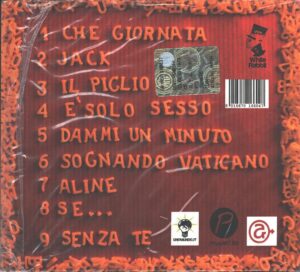 1 CHE GIORNATA
2 JACK
3 IL PIGLIO
4 È SOLO SESSO
5 DAMMI UN MINUTO
6 SOGNANDO VATICANO
7 ALINE
8 SE...
9 SENZA TE
White
Rabbit